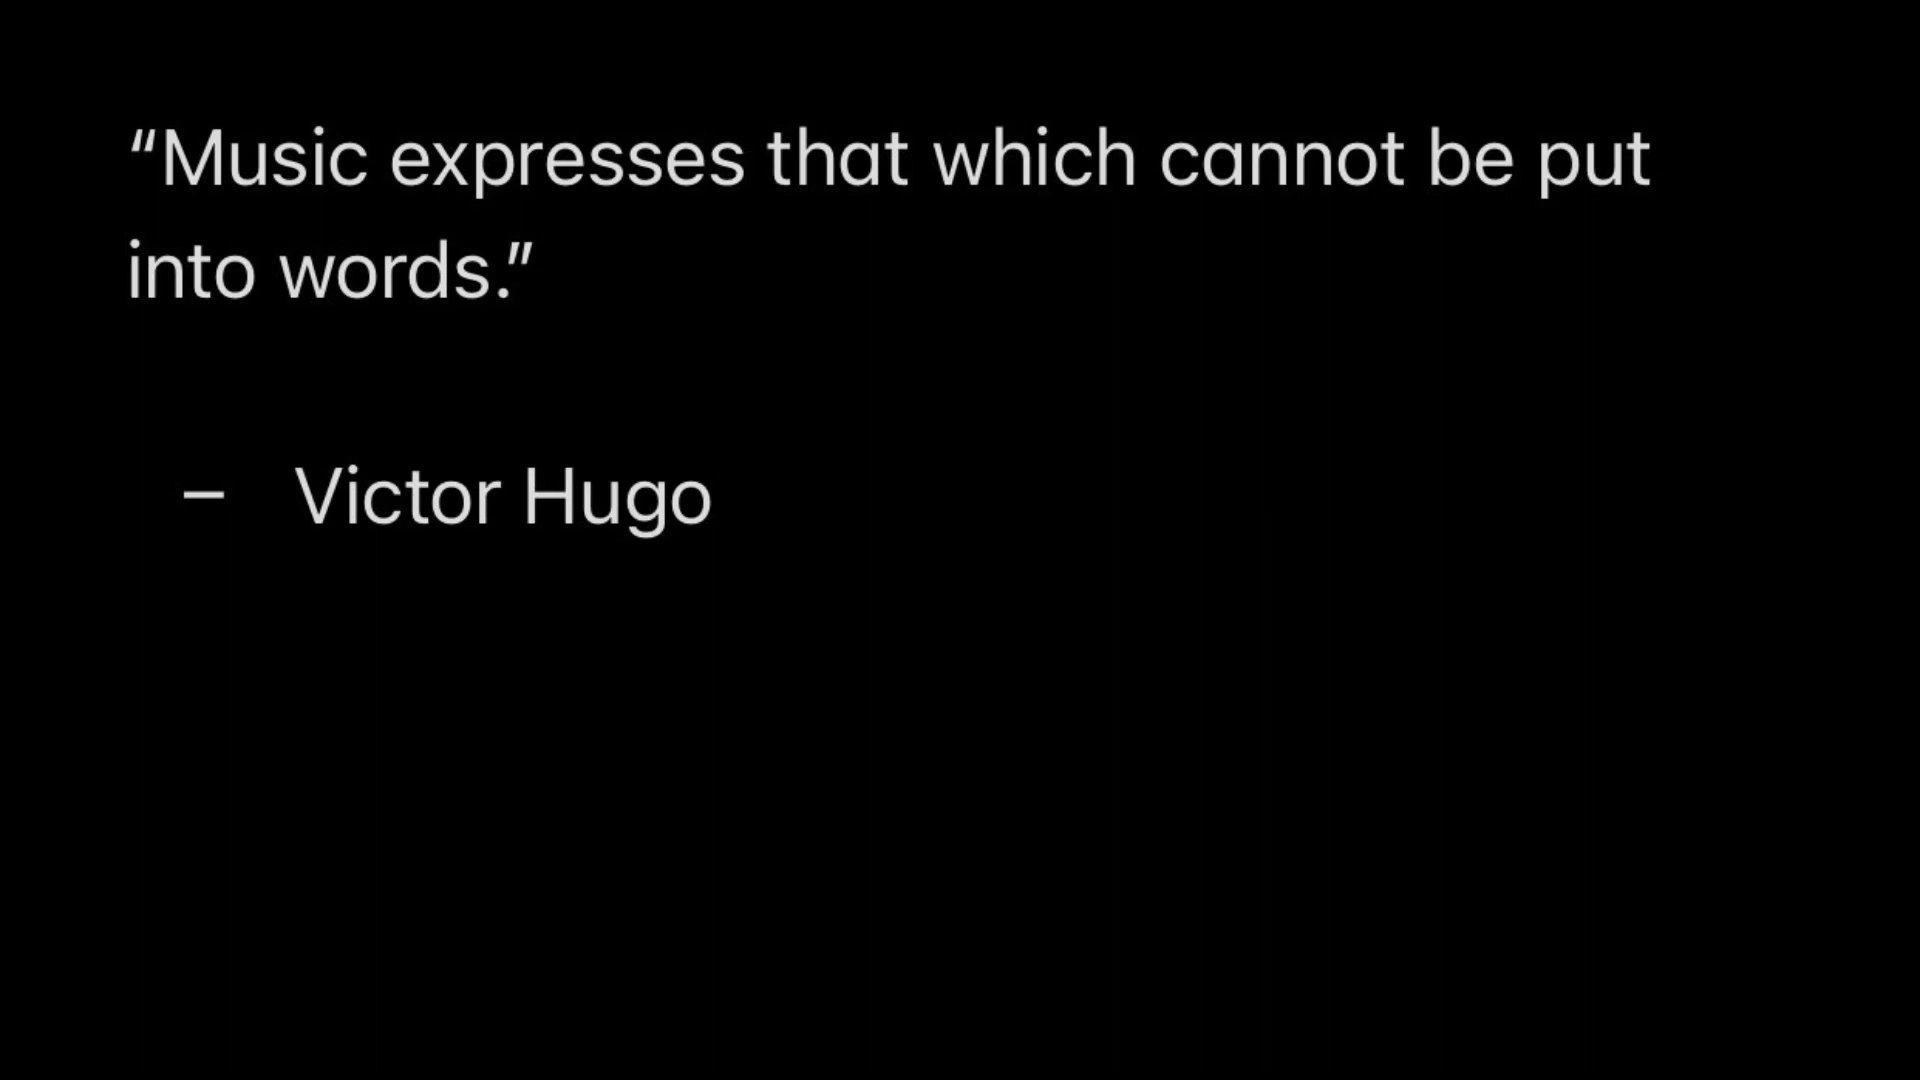 “Music expresses that which cannot be put
into words.”
– Victor Hugo